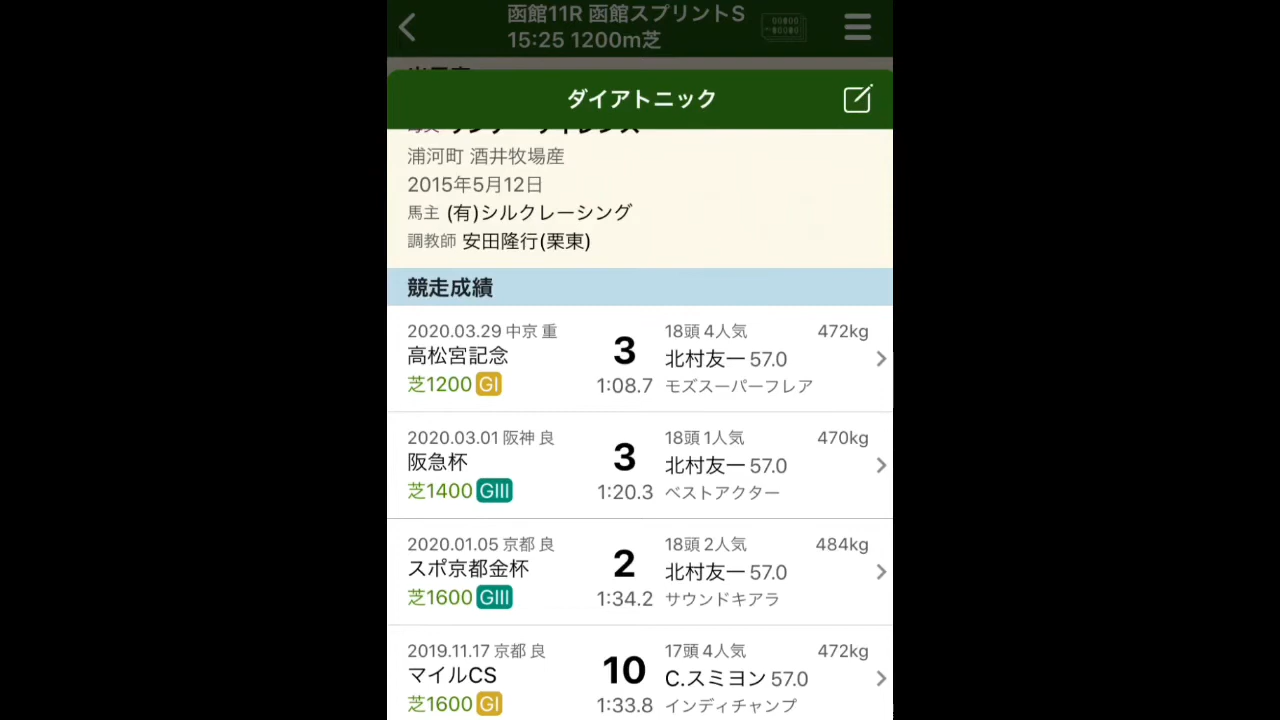 函館11R 函館スプリントS
15:25 1200m芝
ダイアトニック
浦河町 酒井牧場産
2015年5月12日
馬主 (有)シルクレーシング
調教師 安田隆行(栗東)
競走成績
2020.03.29 中京 重
高松宮記念
芝1200 GI
3
1:08.7
18頭 4人気 472kg
北村友一 57.0
モズスーパーフレア
2020.03.01 阪神 良
阪急杯
芝1400 GIII
3
1:20.3
18頭 1人気 470kg
北村友一 57.0
ベストアクター
2020.01.05 京都 良
スポ京都金杯
芝1600 GIII
2
1:34.2
18頭 2人気 484kg
北村友一 57.0
サウンドキアラ
2019.11.17 京都 良
マイルCS
芝1600 GI
10
1:33.8
17頭 4人気 472kg
C.スミヨン 57.0
インディチャンプ